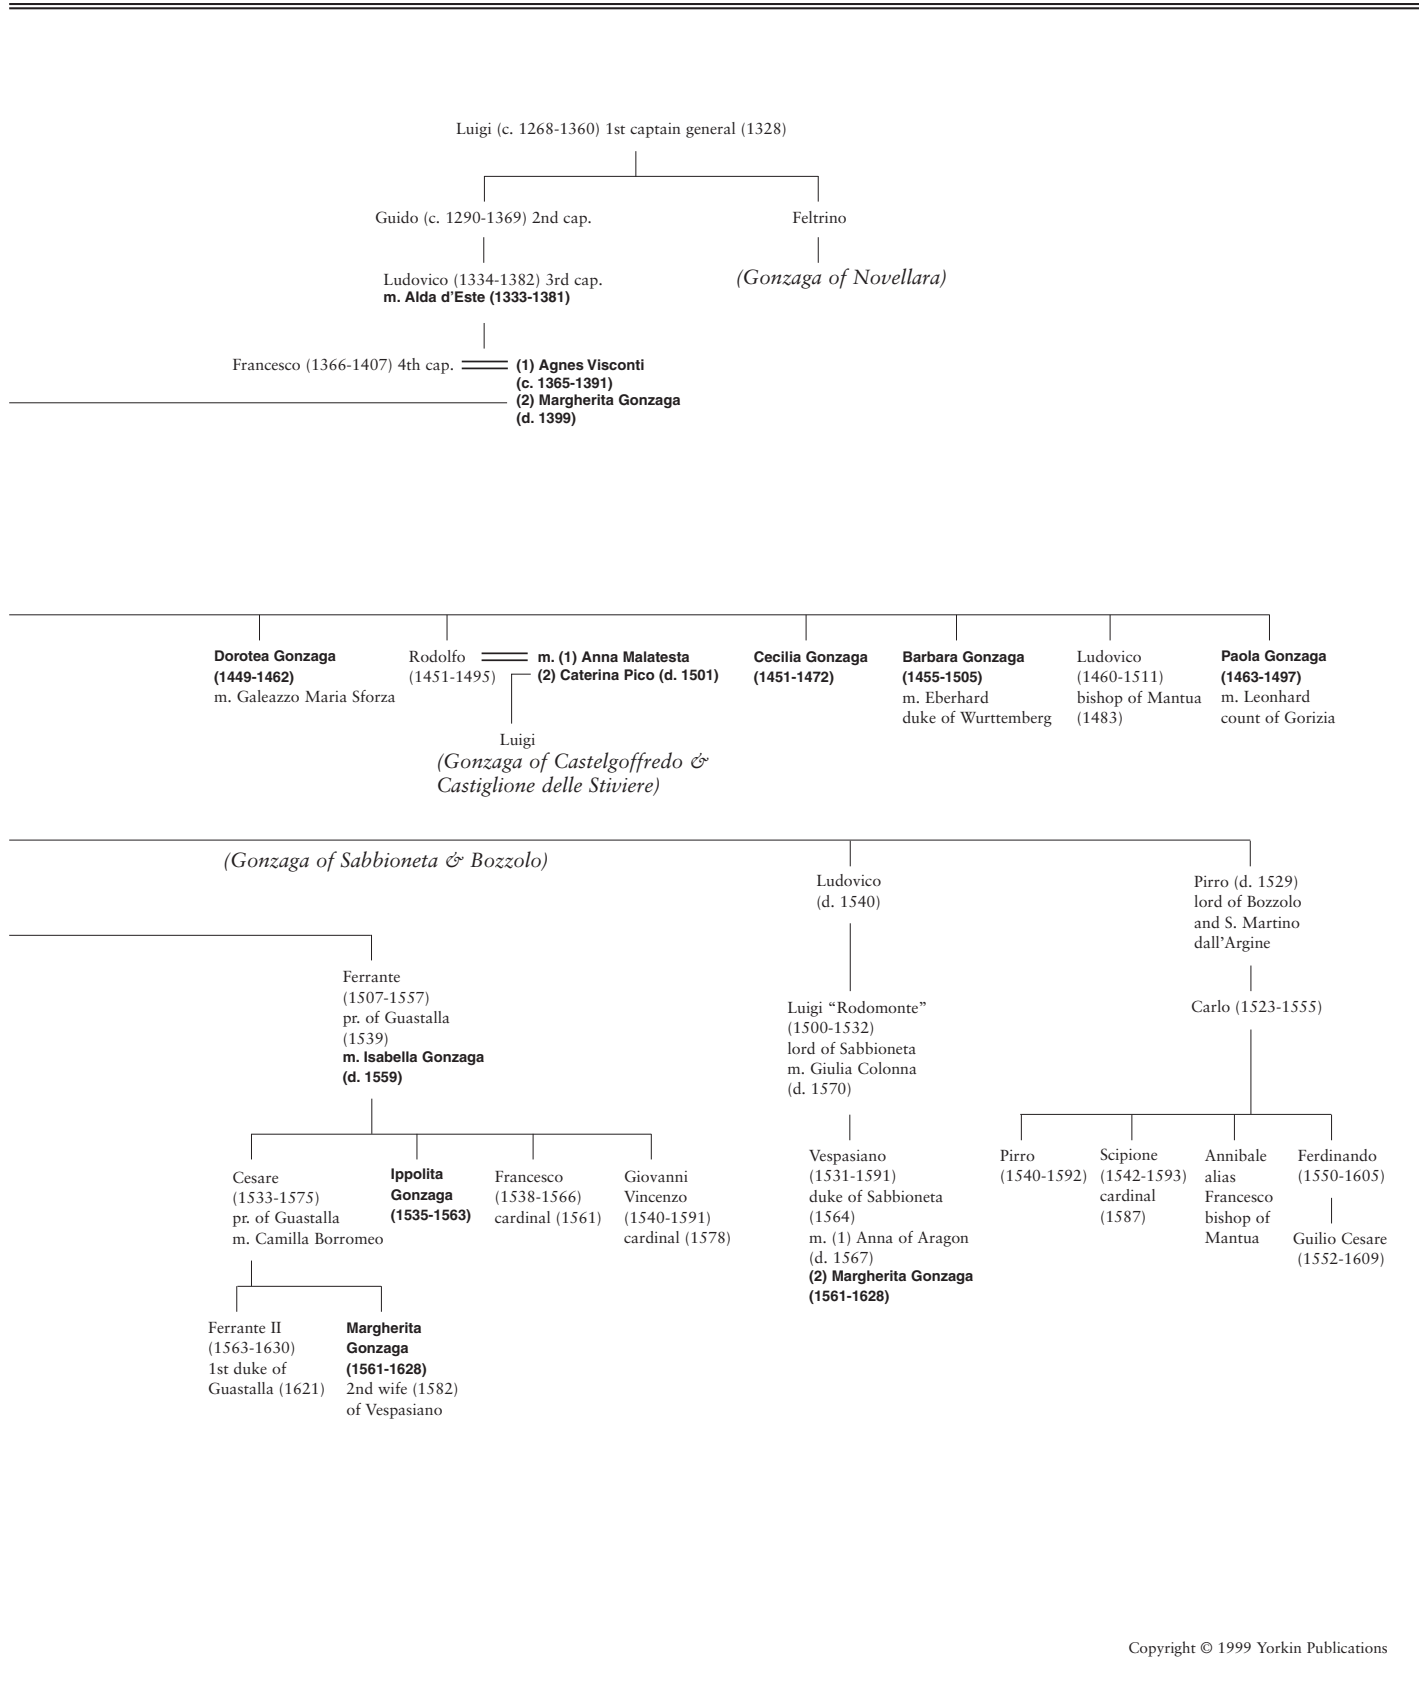 Luigi (c. 1268-1360) 1st captain general (1328)
Guido (c. 1290-1369) 2nd cap.
Feltrino
Ludovico (1334-1382) 3rd cap.
m. Alda d’Este (1333-1381)
(Gonzaga of Novellara)
Francesco (1366-1407) 4th cap.
(1) Agnes Visconti
(c. 1365-1391)
(2) Margherita Gonzaga
(d. 1399)
Dorotea Gonzaga
(1449-1462)
m. Galeazzo Maria Sforza
Rodolfo
(1451-1495)
m. (1) Anna Malatesta
(2) Caterina Pico (d. 1501)
Luigi
(Gonzaga of Castelgoffredo &
Castiglione delle Stiviere)
Cecilia Gonzaga
(1451-1472)
Barbara Gonzaga
(1455-1505)
m. Eberhard
duke of Wurttemberg
Ludovico
(1460-1511)
bishop of Mantua
(1483)
Paola Gonzaga
(1463-1497)
m. Leonhard
count of Gorizia
(Gonzaga of Sabbioneta & Bozzolo)
Ludovico
(d. 1540)
Pirro (d. 1529)
lord of Bozzolo
and S. Martino
dall’Argine
Ferrante
(1507-1557)
pr. of Guastalla
(1539)
m. Isabella Gonzaga
(d. 1559)
Luigi “Rodomonte”
(1500-1532)
lord of Sabbioneta
m. Giulia Colonna
(d. 1570)
Carlo (1523-1555)
Cesare
(1533-1575)
pr. of Guastalla
m. Camilla Borromeo
Ippolita
Gonzaga
(1535-1563)
Francesco
(1538-1566)
cardinal (1561)
Giovanni
Vincenzo
(1540-1591)
cardinal (1578)
Vespasiano
(1531-1591)
duke of Sabbioneta
(1564)
m. (1) Anna of Aragon
(d. 1567)
(2) Margherita Gonzaga
(1561-1628)
Pirro
(1540-1592)
Scipione
(1542-1593)
cardinal
(1587)
Annibale
alias
Francesco
bishop of
Mantua
Ferdinando
(1550-1605)
Guilio Cesare
(1552-1609)
Ferrante II
(1563-1630)
1st duke of
Guastalla (1621)
Margherita
Gonzaga
(1561-1628)
2nd wife (1582)
of Vespasiano
Copyright © 1999 Yorkin Publications